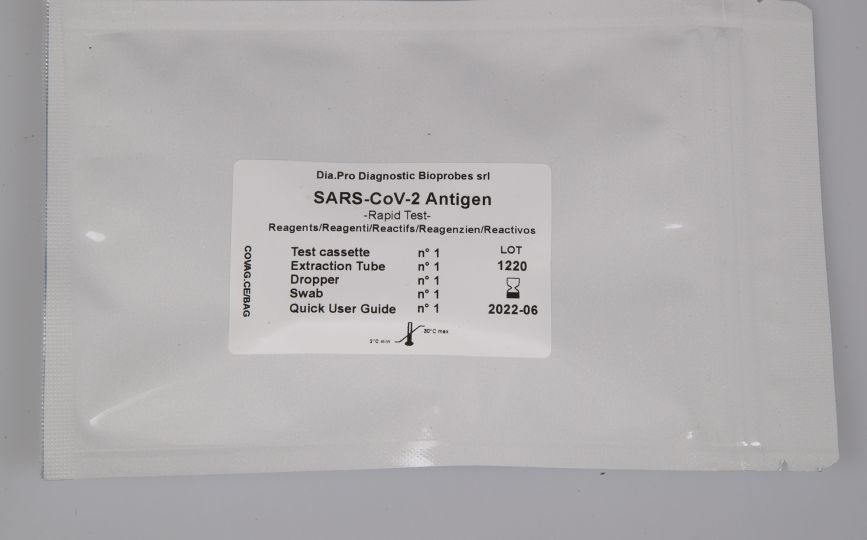 Dia.Pro Diagnostic Bioprobes srl
SARS-CoV-2 Antigen
-Rapid Test-
Reagents/Reagenti/Reactifs/Reagenzien/Reactivos
COVAG.CE/BAG
Test cassette n° 1
Extraction Tube n° 1
Dropper n° 1
Swab n° 1
Quick User Guide n° 1
LOT
1220
2022-06
2°C min
30°C max